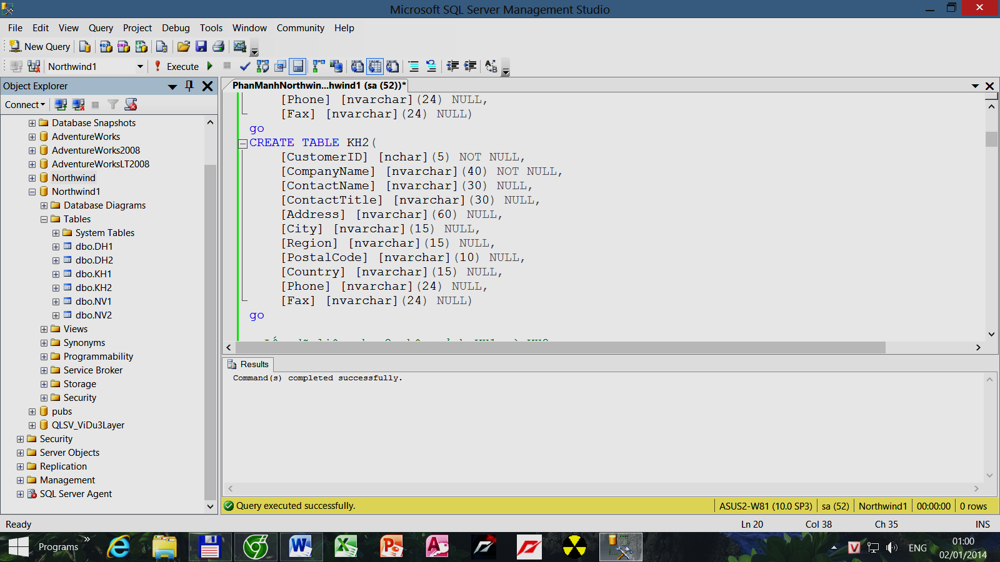 Microsoft SQL Server Management Studio
File Edit View Query Project Debug Tools Window Community Help
New Query
Northwind1 Execute
Object Explorer
Connect
Database Snapshots
AdventureWorks
AdventureWorks2008
AdventureWorksLT2008
Northwind
Northwind1
Database Diagrams
Tables
System Tables
dbo.DH1
dbo.DH2
dbo.KH1
dbo.KH2
dbo.NV1
dbo.NV2
Views
Synonyms
Programmability
Service Broker
Storage
Security
pubs
QLSV_ViDu3Layer
Security
Server Objects
Replication
Management
SQL Server Agent
PhanManhNorthwin...hwind1 (sa (52))*
[Phone] [nvarchar](24) NULL,
[Fax] [nvarchar](24) NULL)
go
CREATE TABLE KH2(
[CustomerID] [nchar](5) NOT NULL,
[CompanyName] [nvarchar](40) NOT NULL,
[ContactName] [nvarchar](30) NULL,
[ContactTitle] [nvarchar](30) NULL,
[Address] [nvarchar](60) NULL,
[City] [nvarchar](15) NULL,
[Region] [nvarchar](15) NULL,
[PostalCode] [nvarchar](10) NULL,
[Country] [nvarchar](15) NULL,
[Phone] [nvarchar](24) NULL,
[Fax] [nvarchar](24) NULL)
go
Results
Command(s) completed successfully.
Query executed successfully. ASUS2-W81 (10.0 SP3) sa (52) Northwind1 00:00:00 0 rows
Ready Ln 20 Col 38 Ch 35 INS
Programs ENG 01:00
02/01/2014